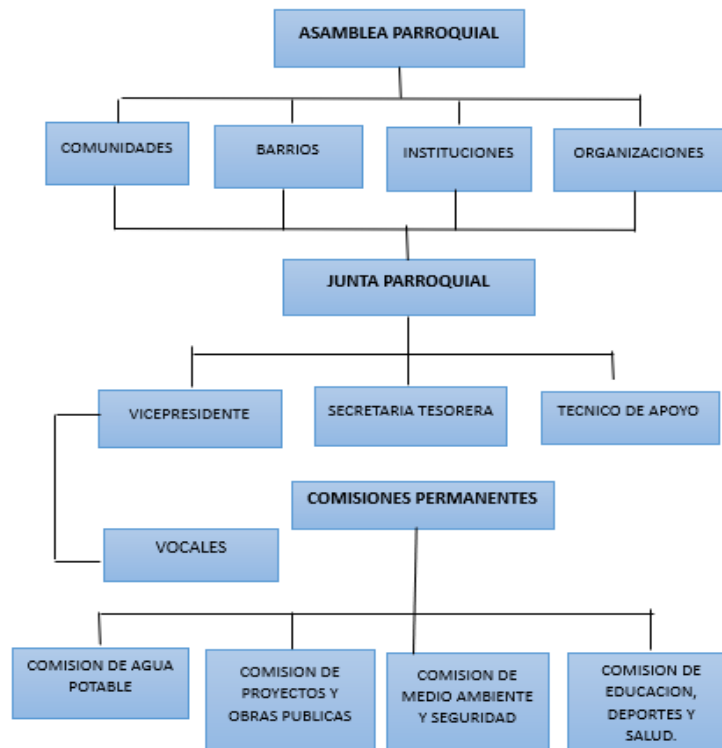 ASAMBLEA PARROQUIAL
COMUNIDADES
BARRIOS
INSTITUCIONES
ORGANIZACIONES
JUNTA PARROQUIAL
VICEPRESIDENTE
SECRETARIA TESORERA
TECNICO DE APOYO
COMISIONES PERMANENTES
VOCALES
COMISION DE AGUA
POTABLE
COMISION DE
PROYECTOS Y
OBRAS PUBLICAS
COMISION DE
MEDIO AMBIENTE
Y SEGURIDAD
COMISION DE
EDUCACION,
DEPORTES Y
SALUD.